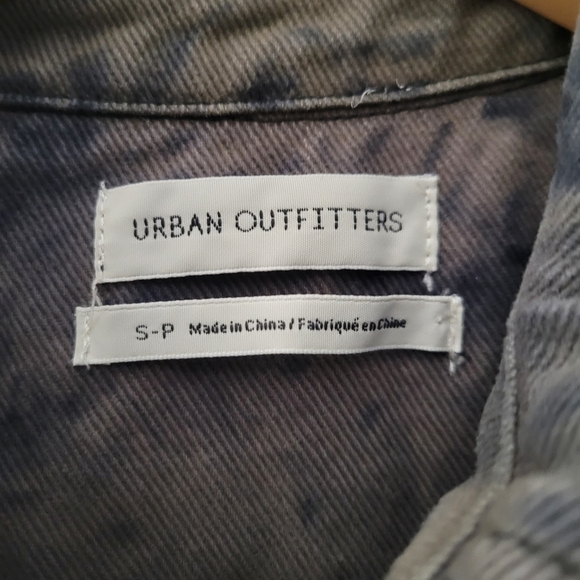 URBAN OUTFITTERS
S-P Made in China / Fabriqué en Chine